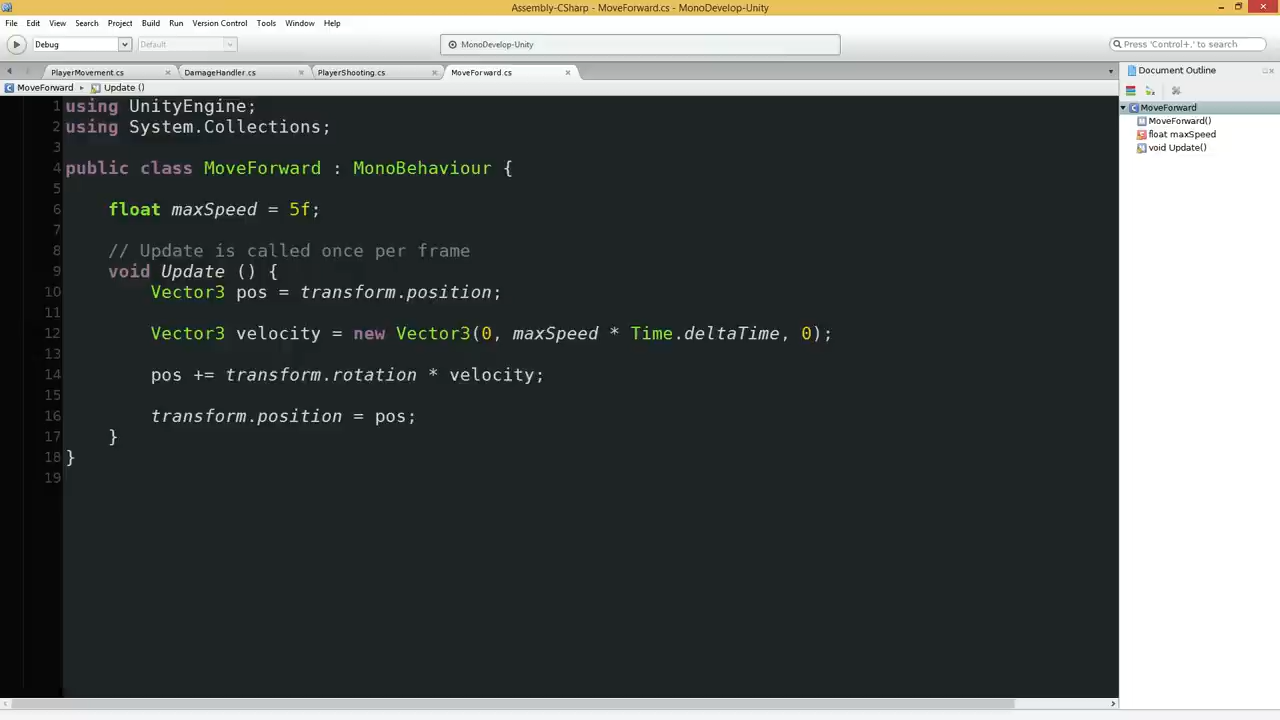 Assembly-CSharp - MoveForward.cs - MonoDevelop-Unity
File Edit View Search Project Build Run Version Control Tools Window Help
Debug Default MonoDevelop-Unity Press 'Control+,' to search
PlayerMovement.cs DamageHandler.cs PlayerShooting.cs MoveForward.cs
MoveForward Update ()
1 using UnityEngine;
2 using System.Collections;
3
4 public class MoveForward : MonoBehaviour {
5
6 float maxSpeed = 5f;
7
8 // Update is called once per frame
9 void Update () {
10 Vector3 pos = transform.position;
11
12 Vector3 velocity = new Vector3(0, maxSpeed * Time.deltaTime, 0);
13
14 pos += transform.rotation * velocity;
15
16 transform.position = pos;
17 }
18 }
19
Document Outline
MoveForward
MoveForward()
float maxSpeed
void Update()